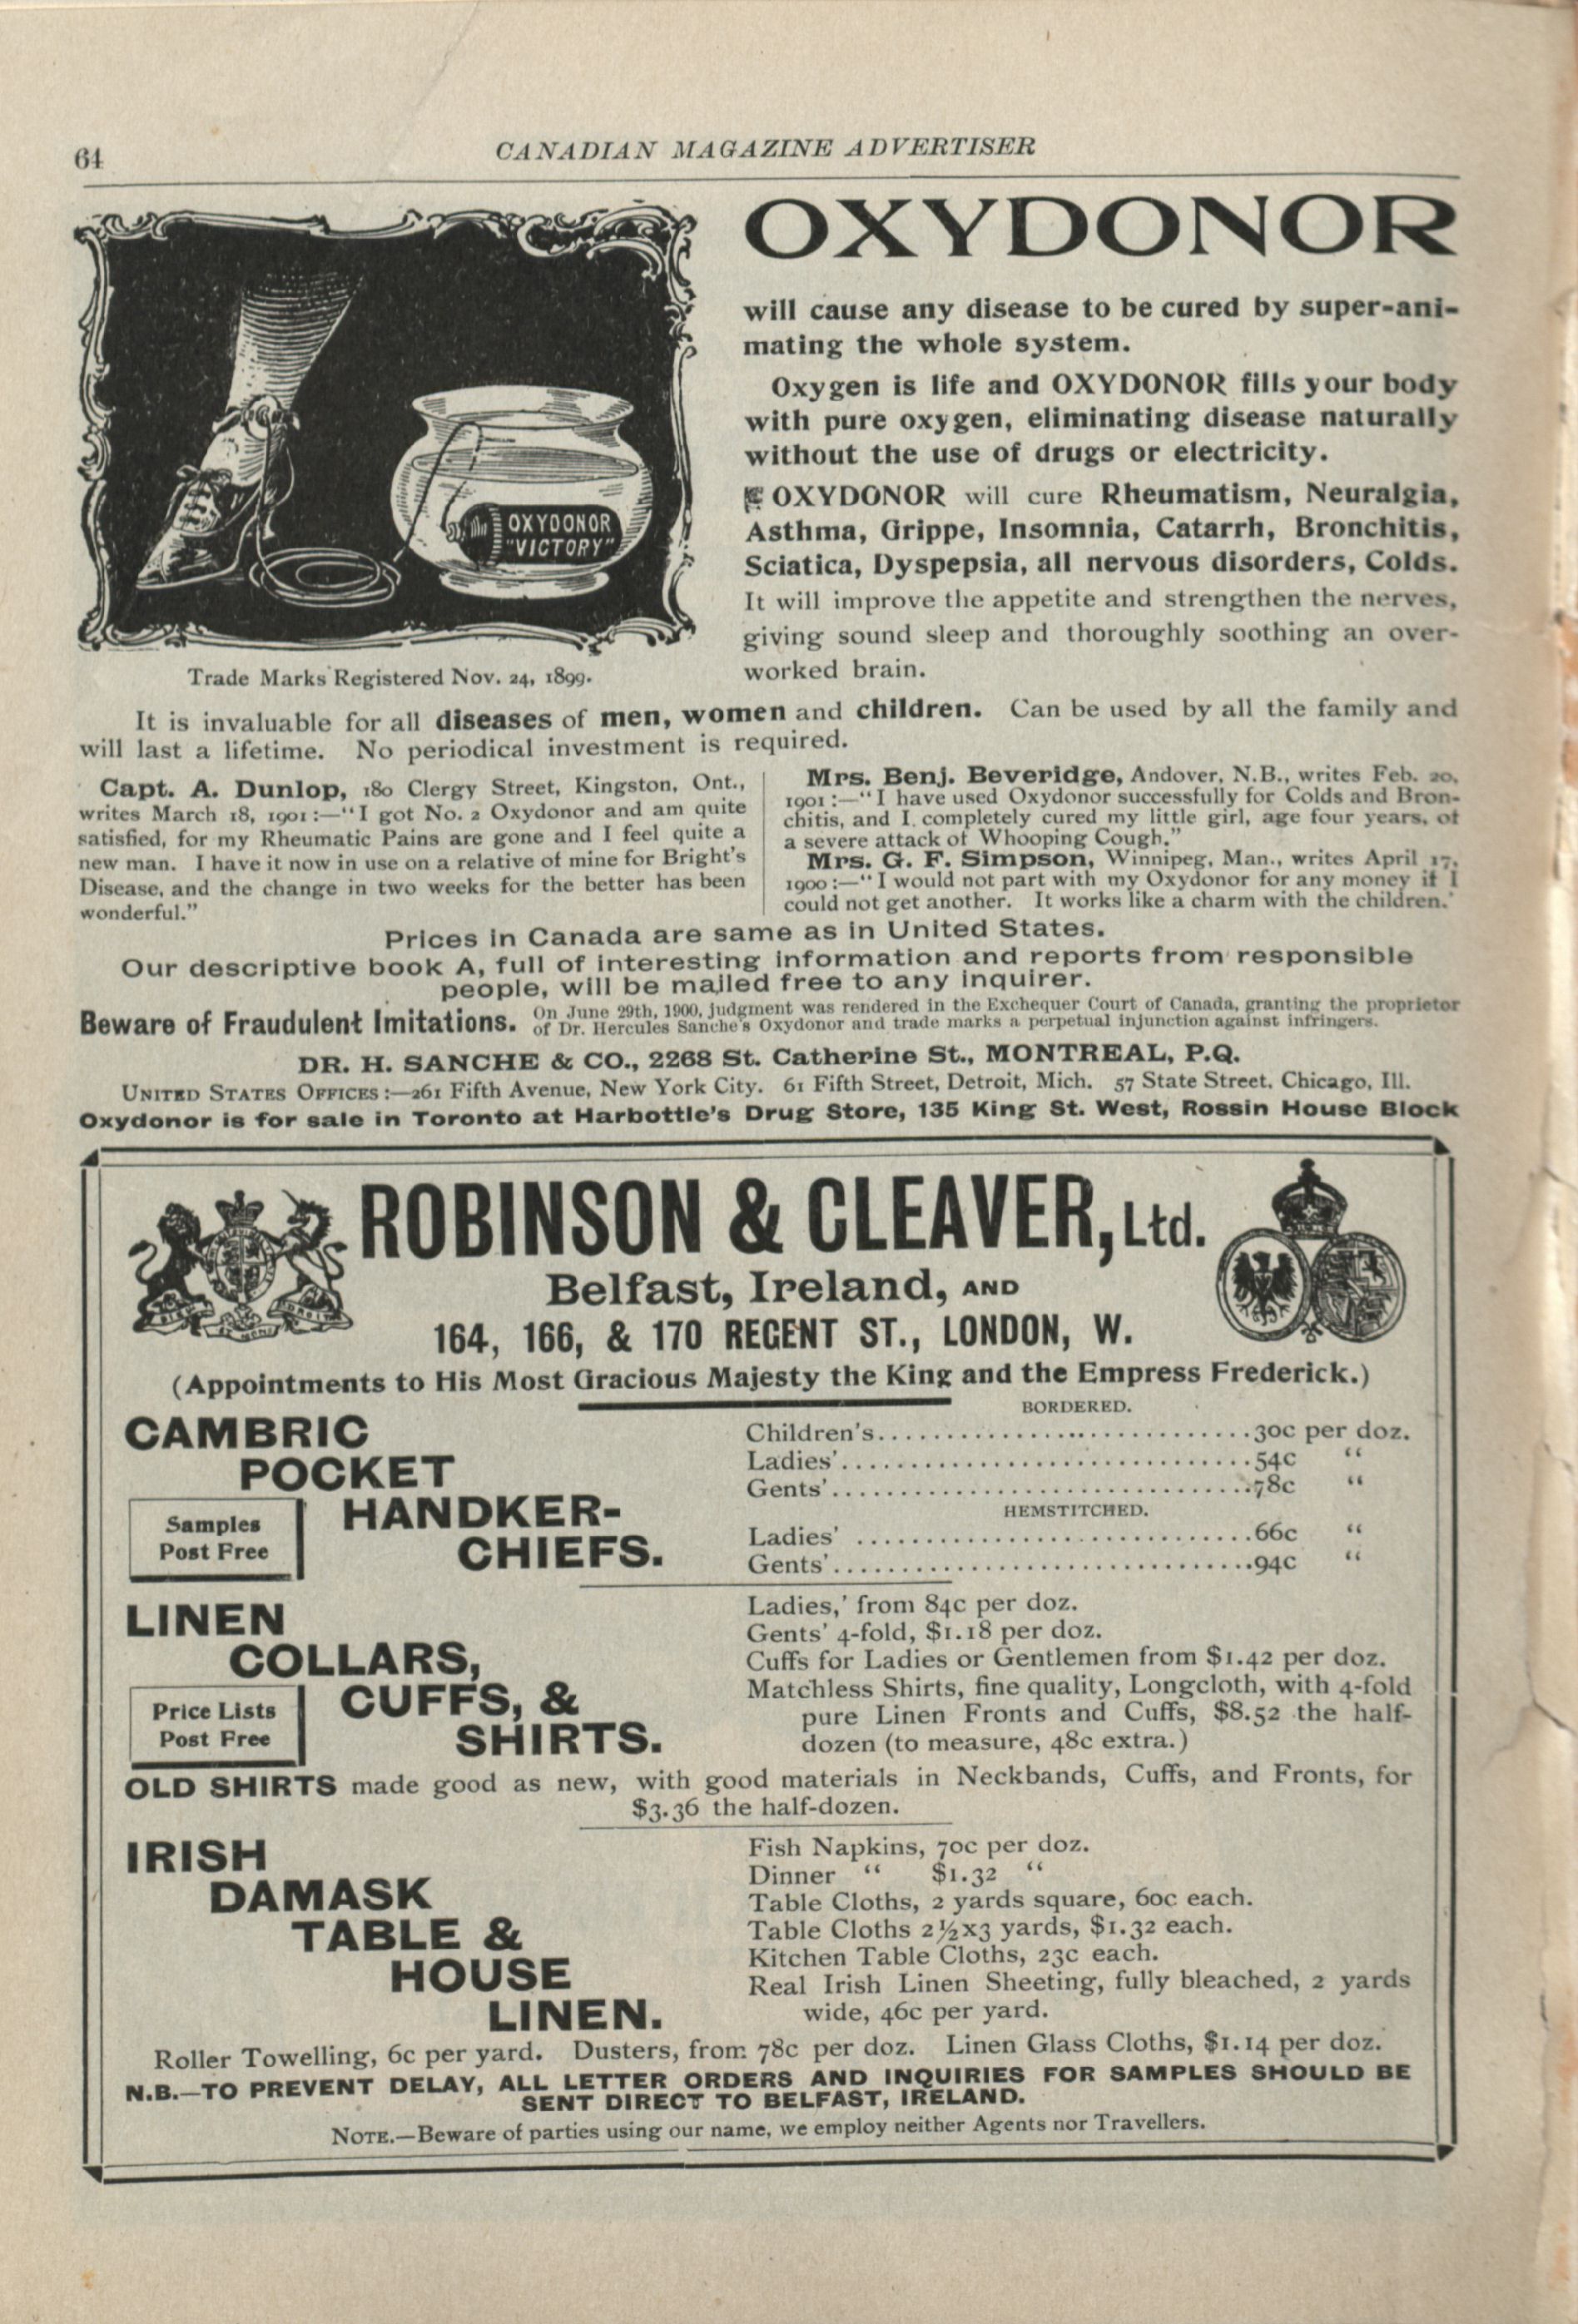 64
CANADIAN MAGAZINE ADVERTISER
OXYDONOR
"VICTORY"
Trade Marks Registered Nov. 24, 1899.
OXYDONOR
will cause any disease to be cured by super-ani-
mating the whole system.
Oxygen is life and OXYDONOR fills your body
with pure oxygen, eliminating disease naturally
without the use of drugs or electricity.
OXYDONOR will cure Rheumatism, Neuralgia,
Asthma, Grippe, Insomnia, Catarrh, Bronchitis,
Sciatica, Dyspepsia, all nervous disorders, Colds.
It will improve the appetite and strengthen the nerves,
giving sound sleep and thoroughly soothing an over-
worked brain.
It is invaluable for all diseases of men, women and children. Can be used by all the family and
will last a lifetime. No periodical investment is required.
Capt. A. Dunlop, 180 Clergy Street, Kingston, Ont.,
writes March 18, 1901:—"I got No. 2 Oxydonor and am quite
satisfied, for my Rheumatic Pains are gone and I feel quite a
new man. I have it now in use on a relative of mine for Bright's
Disease, and the change in two weeks for the better has been
wonderful."
Mrs. Benj. Beveridge, Andover, N.B., writes Feb. 20,
1901:—"I have used Oxydonor successfully for Colds and Bron-
chitis, and I completely cured my little girl, age four years, of
a severe attack of Whooping Cough."
Mrs. G. F. Simpson, Winnipeg, Man., writes April 17,
1900:—"I would not part with my Oxydonor for any money if I
could not get another. It works like a charm with the children.'
Prices in Canada are same as in United States.
Our descriptive book A, full of interesting information and reports from responsible
people, will be mailed free to any inquirer.
Beware of Fraudulent Imitations. On June 29th, 1900, judgment was rendered in the Exchequer Court of Canada, granting the proprietor
of Dr. Hercules Sanche's Oxydonor and trade marks a perpetual injunction against infringers.
DR. H. SANCHE & CO., 2268 St. Catherine St., MONTREAL, P.Q.
UNITED STATES OFFICES:—261 Fifth Avenue, New York City. 61 Fifth Street, Detroit, Mich. 57 State Street, Chicago, Ill.
Oxydonor is for sale in Toronto at Harbottle's Drug Store, 135 King St. West, Rossin House Block
ROBINSON & CLEAVER, Ltd.
Belfast, Ireland, AND
164, 166, & 170 REGENT ST., LONDON, W.
(Appointments to His Most Gracious Majesty the King and the Empress Frederick.)
CAMBRIC
POCKET
HANDKER-
CHIEFS.
Samples
Post Free
BORDERED.
Children's....................30c per doz.
Ladies'....................54c "
Gents'....................78c "
HEMSTITCHED.
Ladies' ....................66c "
Gents'....................94c "
LINEN
COLLARS,
CUFFS, &
SHIRTS.
Price Lists
Post Free
Ladies,' from 84c per doz.
Gents' 4-fold, $1.18 per doz.
Cuffs for Ladies or Gentlemen from $1.42 per doz.
Matchless Shirts, fine quality, Longcloth, with 4-fold
pure Linen Fronts and Cuffs, $8.52 the half-
dozen (to measure, 48c extra.)
OLD SHIRTS made good as new, with good materials in Neckbands, Cuffs, and Fronts, for
$3.36 the half-dozen.
IRISH
DAMASK
TABLE &
HOUSE
LINEN.
Fish Napkins, 70c per doz.
Dinner " $1.32 "
Table Cloths, 2 yards square, 60c each.
Table Cloths 2½x3 yards, $1.32 each.
Kitchen Table Cloths, 23c each.
Real Irish Linen Sheeting, fully bleached, 2 yards
wide, 46c per yard.
Roller Towelling, 6c per yard. Dusters, from 78c per doz. Linen Glass Cloths, $1.14 per doz.
N.B.—TO PREVENT DELAY, ALL LETTER ORDERS AND INQUIRIES FOR SAMPLES SHOULD BE
SENT DIRECT TO BELFAST, IRELAND.
NOTE.—Beware of parties using our name, we employ neither Agents nor Travellers.